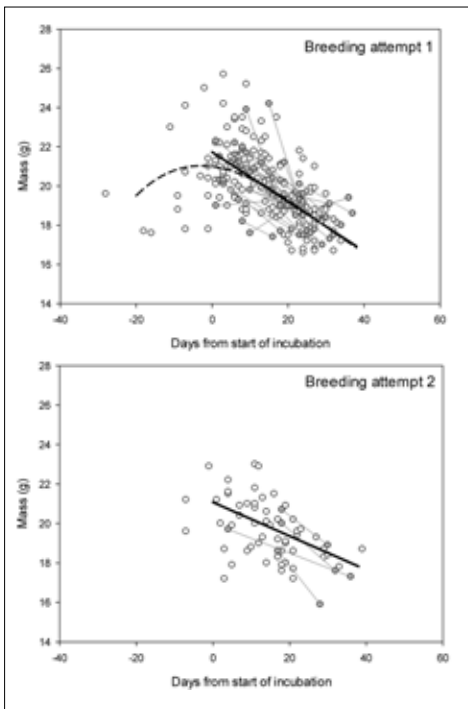 Breeding attempt 1
28
26
24
22
20
18
16
14
Mass (g)
-40 -20 0 20 40 60
Days from start of incubation
Breeding attempt 2
28
26
24
22
20
18
16
14
Mass (g)
-40 -20 0 20 40 60
Days from start of incubation